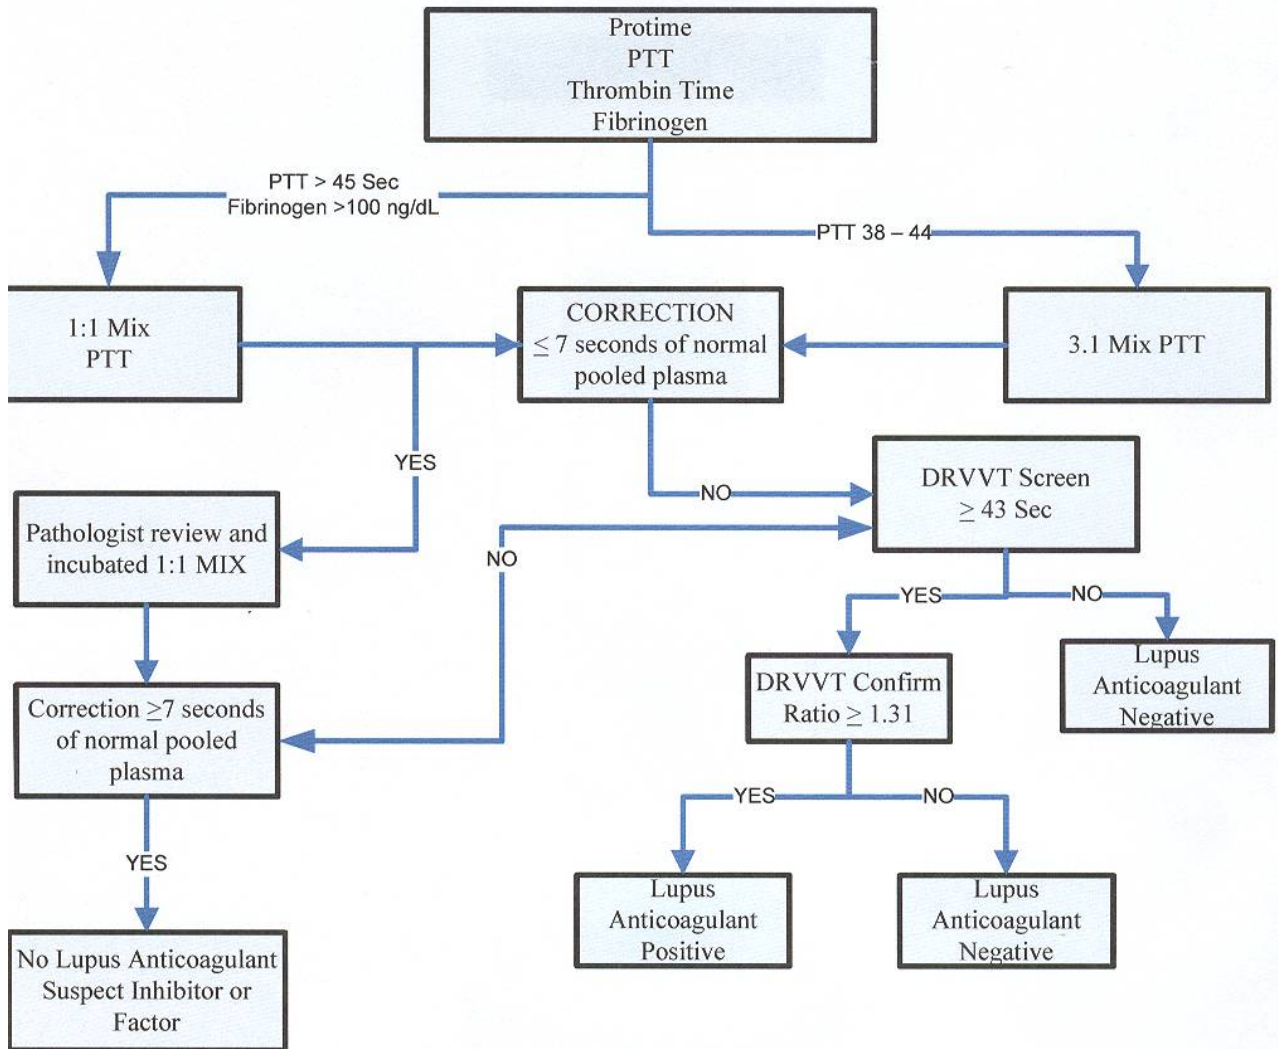 Protime
PTT
Thrombin Time
Fibrinogen
PTT > 45 Sec
Fibrinogen >100 ng/dL
PTT 38 – 44
1:1 Mix
PTT
CORRECTION
≤ 7 seconds of normal
pooled plasma
3.1 Mix PTT
YES
NO
DRVVT Screen
≥ 43 Sec
Pathologist review and
incubated 1:1 MIX
NO
YES
NO
Lupus
Anticoagulant
Negative
DRVVT Confirm
Ratio ≥ 1.31
Correction ≥7 seconds
of normal pooled
plasma
YES
NO
YES
Lupus
Anticoagulant
Positive
Lupus
Anticoagulant
Negative
No Lupus Anticoagulant
Suspect Inhibitor or
Factor